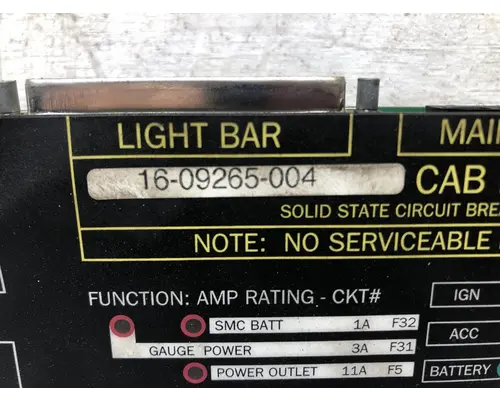 LIGHT BAR
16-09265-004
CAB
SOLID STATE CIRCUIT
NOTE: NO SERVICEABLE
FUNCTION: AMP RATING - CKT#
IGN
SMC BATT 1A F32
ACC
GAUGE POWER 3A F31
POWER OUTLET 11A F5
BATTERY